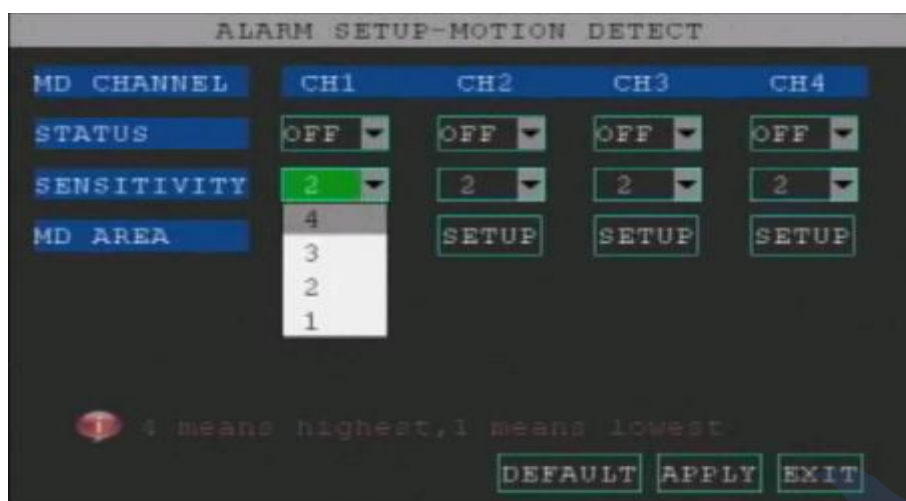 ALARM SETUP-MOTION DETECT
MD CHANNEL CH1 CH2 CH3 CH4
STATUS OFF OFF OFF OFF
SENSITIVITY 2 2 2 2
MD AREA SETUP SETUP SETUP
4
3
2
1
4 means highest,1 means lowest
DEFAULT APPLY EXIT